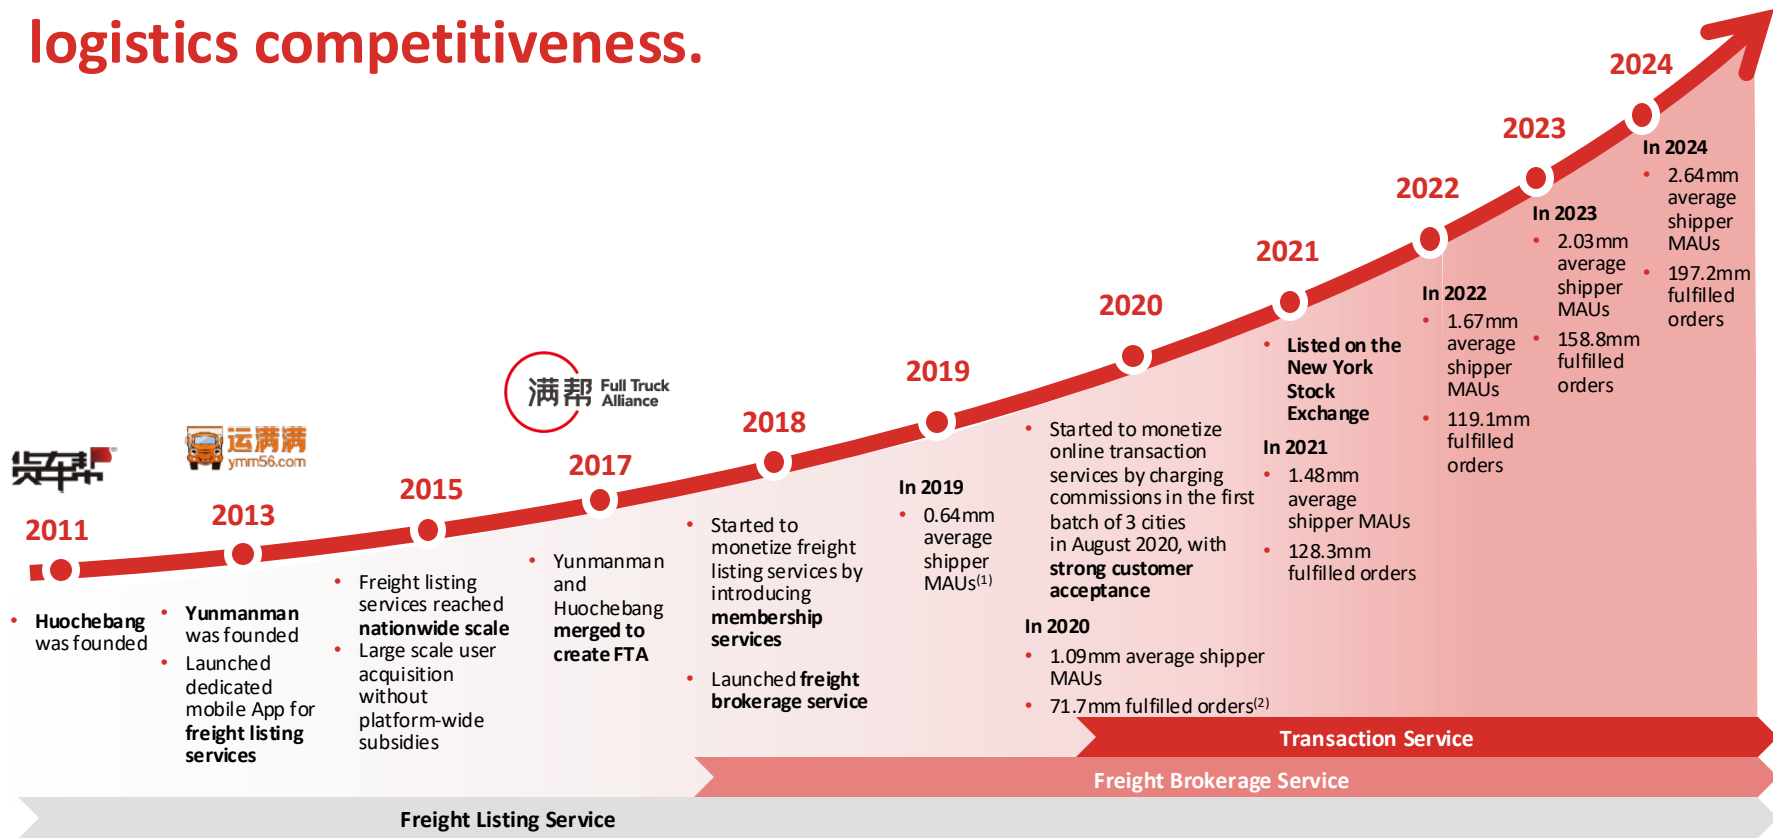 logistics competitiveness.
货车帮
2011
• Huochebang
was founded
运满满
ymm56.com
2013
• Yunmanman
was founded
• Launched
dedicated
mobile App for
freight listing
services
2015
• Freight listing
services reached
nationwide scale
• Large scale user
acquisition
without
platform-wide
subsidies
满帮 Full Truck
Alliance
2017
• Yunmanman
and
Huochebang
merged to
create FTA
2018
• Started to
monetize freight
listing services by
introducing
membership
services
• Launched freight
brokerage service
2019
In 2019
• 0.64mm
average
shipper
MAUs(1)
2020
• Started to monetize
online transaction
services by charging
commissions in the first
batch of 3 cities
in August 2020, with
strong customer
acceptance
In 2020
• 1.09mm average shipper
MAUs
• 71.7mm fulfilled orders(2)
2021
• Listed on the
New York
Stock
Exchange
In 2021
• 1.48mm
average
shipper MAUs
• 128.3mm
fulfilled orders
2022
In 2022
• 1.67mm
average
shipper
MAUs
• 119.1mm
fulfilled
orders
2023
In 2023
• 2.03mm
average
shipper
MAUs
• 158.8mm
fulfilled
orders
2024
In 2024
• 2.64mm
average
shipper
MAUs
• 197.2mm
fulfilled
orders
Transaction Service
Freight Brokerage Service
Freight Listing Service